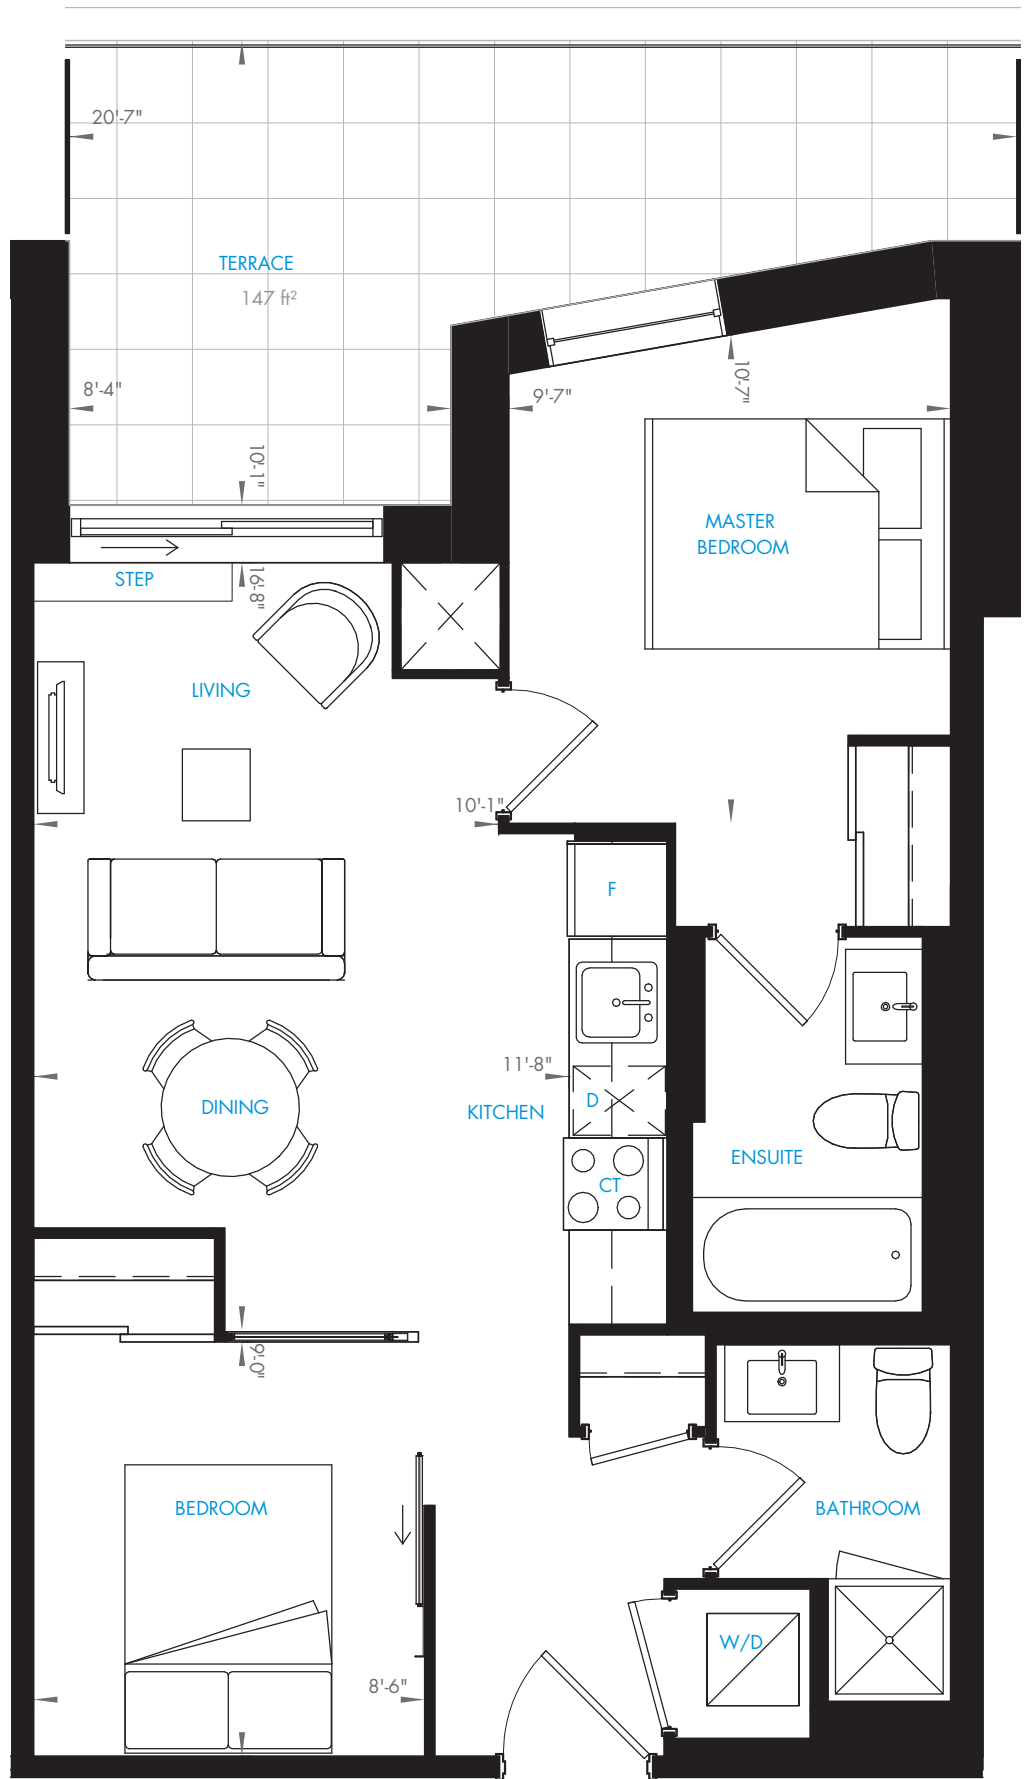 20'-7"
TERRACE
147 ft²
8'-4"
9'-7"
10'-7"
10'-1"
MASTER
BEDROOM
STEP
16'-8"
LIVING
10'-1"
F
11'-8"
D
DINING
KITCHEN
ENSUITE
CT
9'-0"
BEDROOM
BATHROOM
W/D
8'-6"